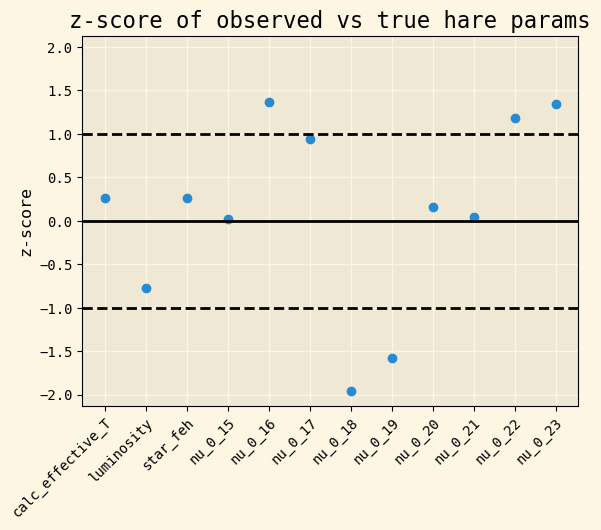 z-score of observed vs true hare params
2.0
1.5
1.0
0.5
0.0
−0.5
−1.0
−1.5
−2.0
z-score
calc_effective_T
luminosity
star_feh
nu_0_15
nu_0_16
nu_0_17
nu_0_18
nu_0_19
nu_0_20
nu_0_21
nu_0_22
nu_0_23